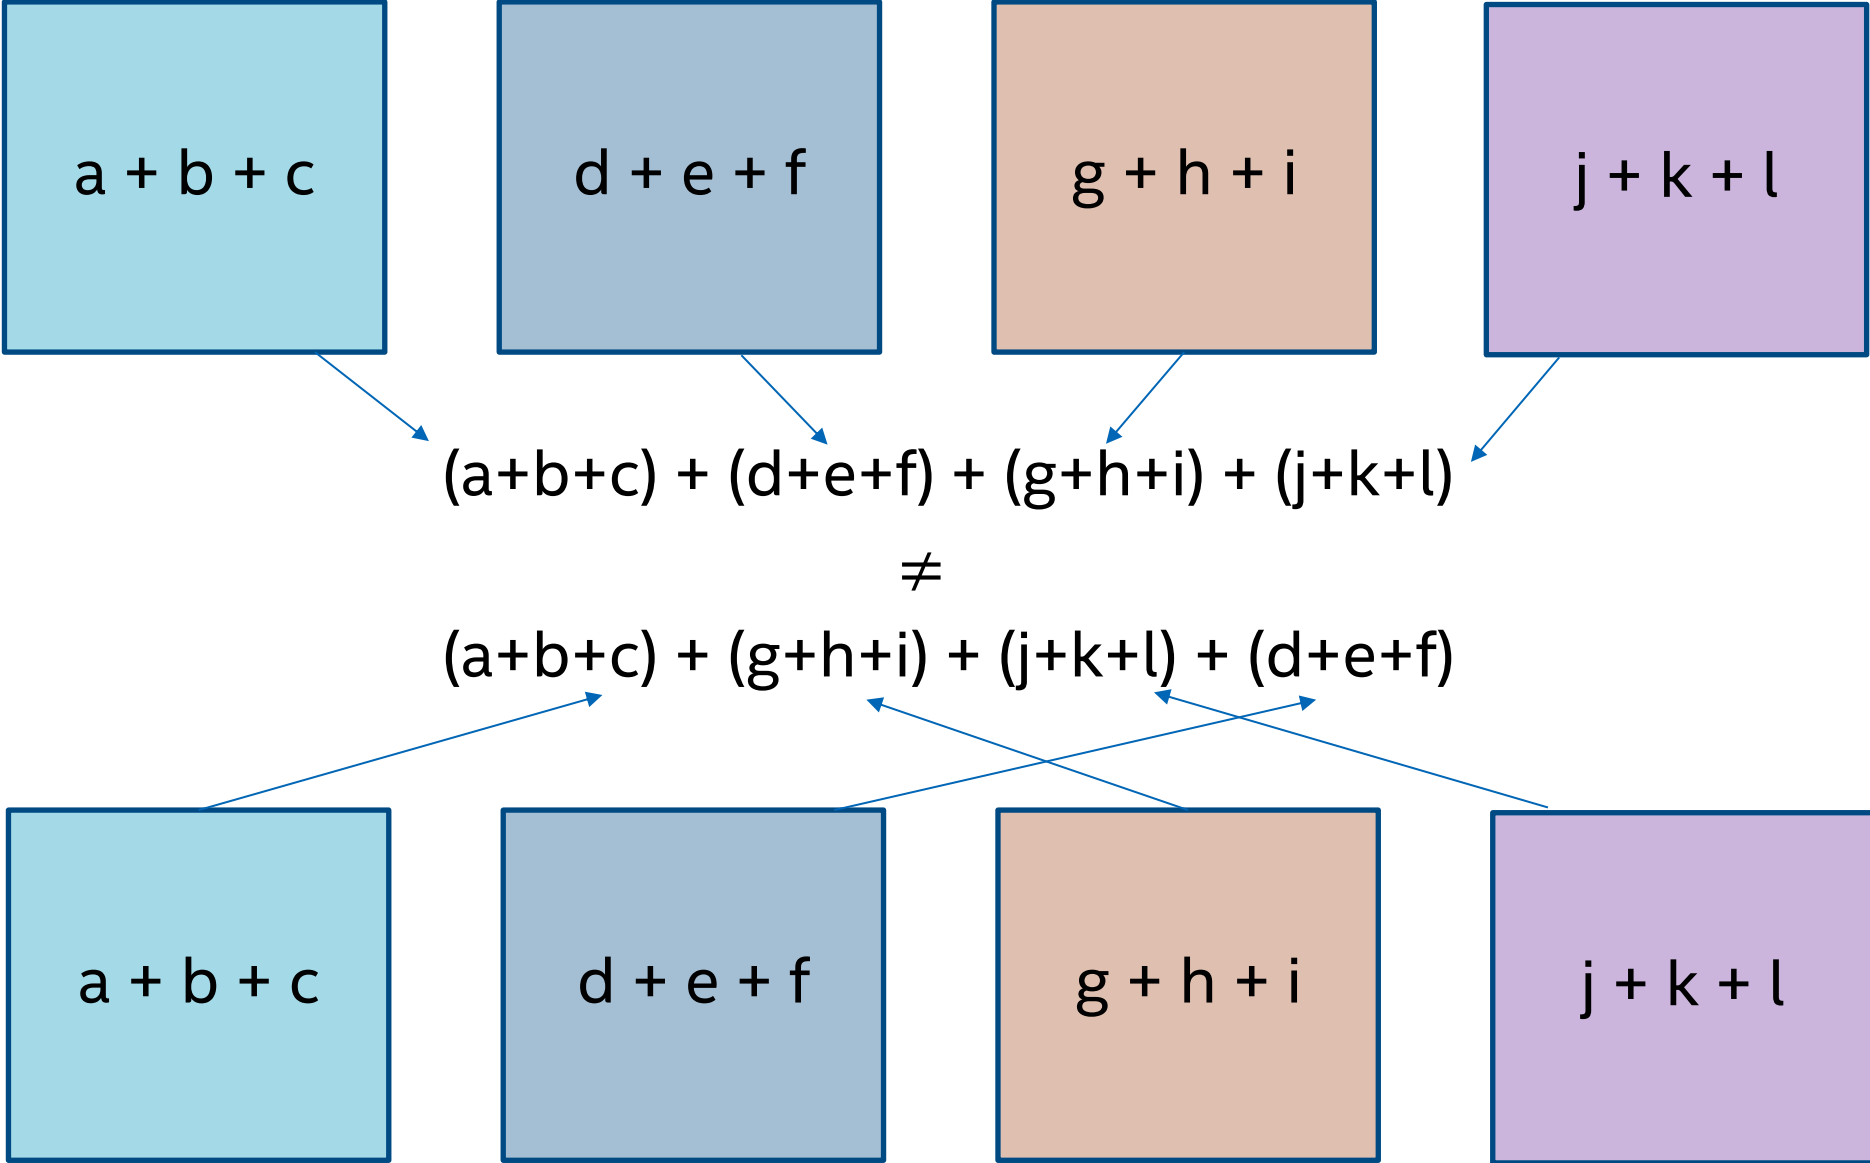 a + b + c
d + e + f
g + h + i
j + k + l
(a+b+c) + (d+e+f) + (g+h+i) + (j+k+l)
≠
(a+b+c) + (g+h+i) + (j+k+l) + (d+e+f)
a + b + c
d + e + f
g + h + i
j + k + l